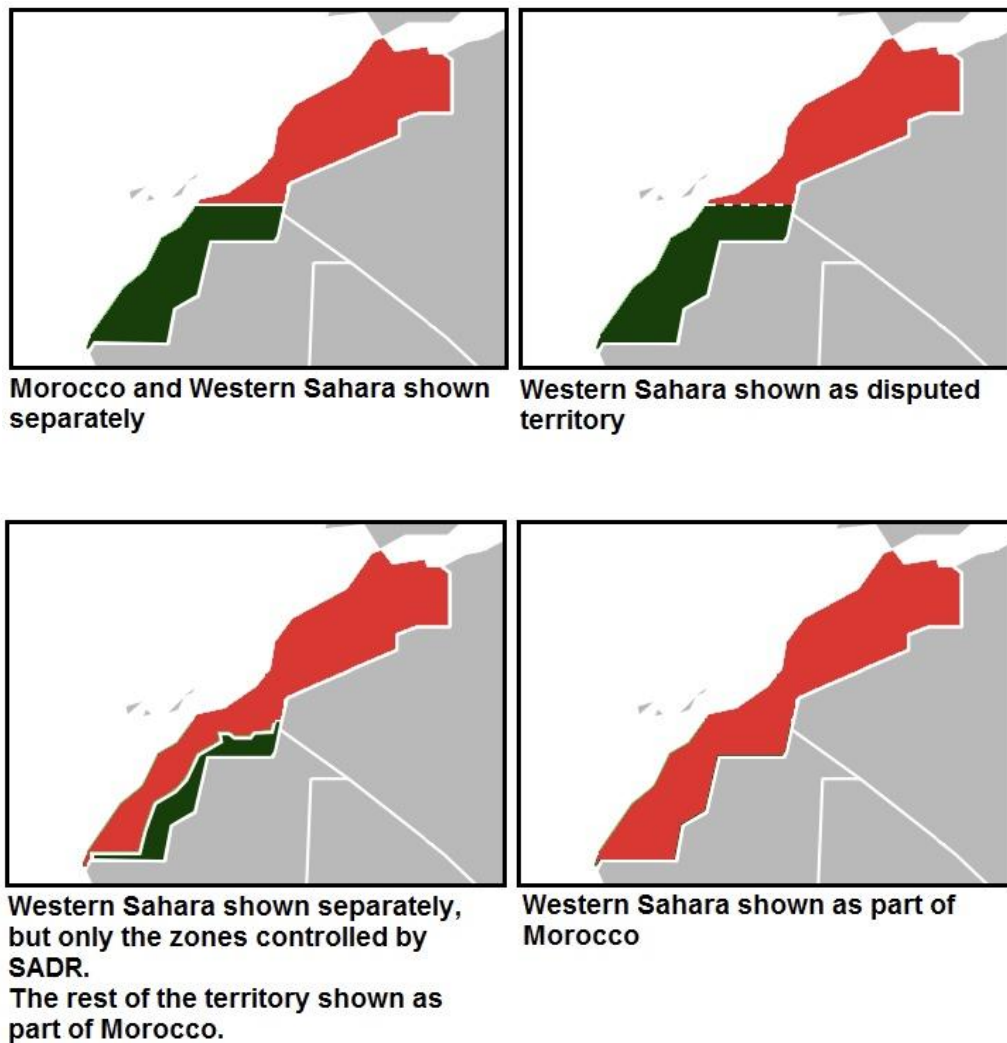 Morocco and Western Sahara shown
separately
Western Sahara shown as disputed
territory
Western Sahara shown separately,
but only the zones controlled by
SADR.
The rest of the territory shown as
part of Morocco.
Western Sahara shown as part of
Morocco